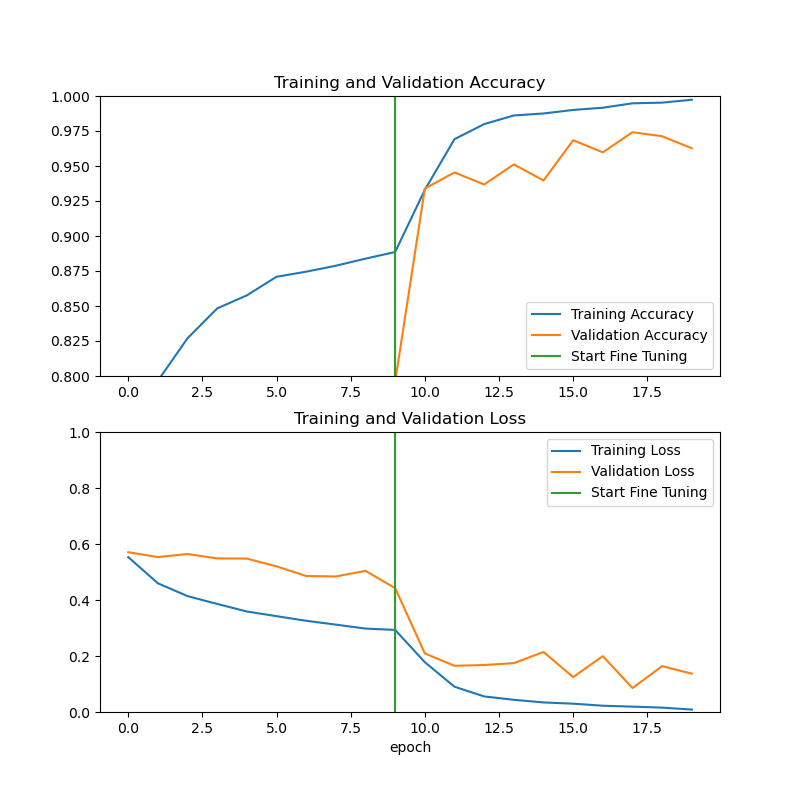 Training and Validation Accuracy
1.000
0.975
0.950
0.925
0.900
0.875
0.850
0.825
0.800
Training Accuracy
Validation Accuracy
Start Fine Tuning
0.0 2.5 5.0 7.5 10.0 12.5 15.0 17.5
Training and Validation Loss
1.0
0.8
0.6
0.4
0.2
0.0
Training Loss
Validation Loss
Start Fine Tuning
0.0 2.5 5.0 7.5 10.0 12.5 15.0 17.5
epoch